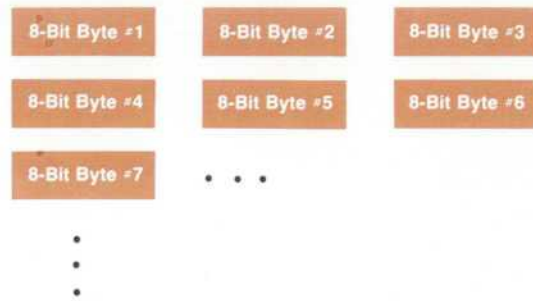 8-Bit Byte #1 8-Bit Byte #2 8-Bit Byte #3
8-Bit Byte #4 8-Bit Byte #5 8-Bit Byte #6
8-Bit Byte #7 • • •
•
•
•